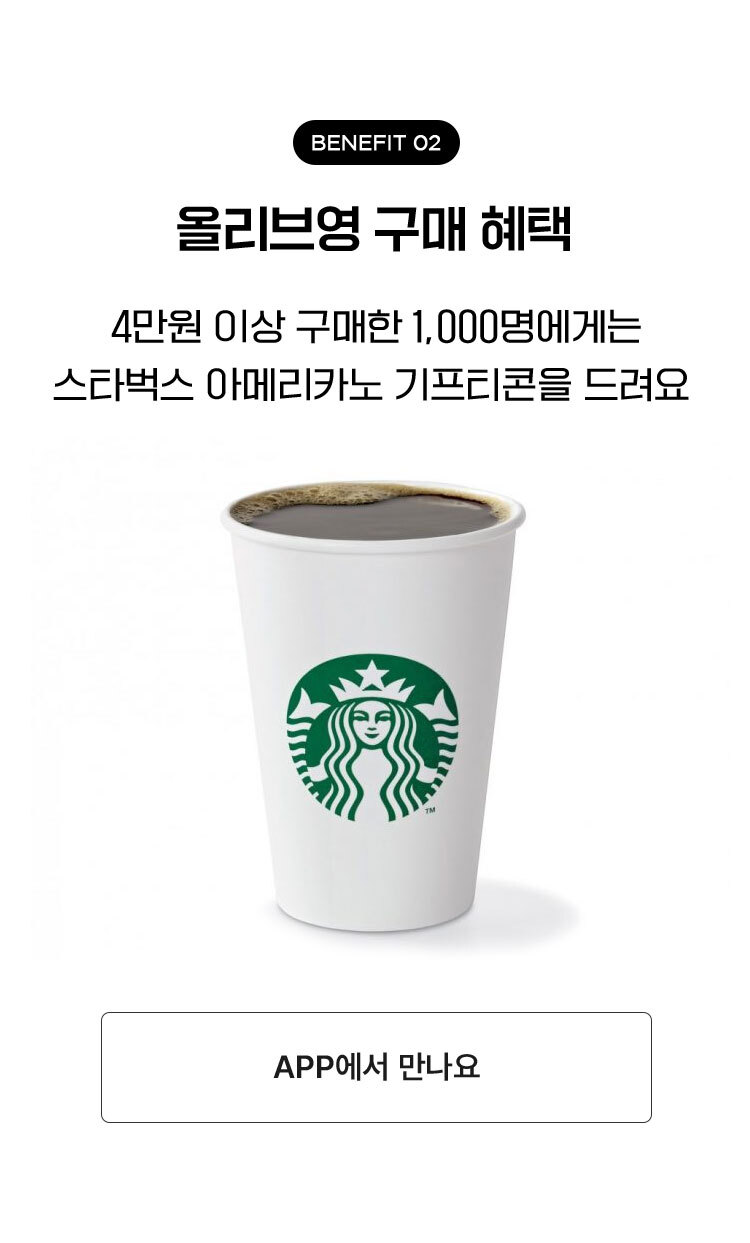 BENEFIT 02
올리브영 구매 혜택
4만원 이상 구매한 1,000명에게는
스타벅스 아메리카노 기프티콘을 드려요
TM
APP에서 만나요